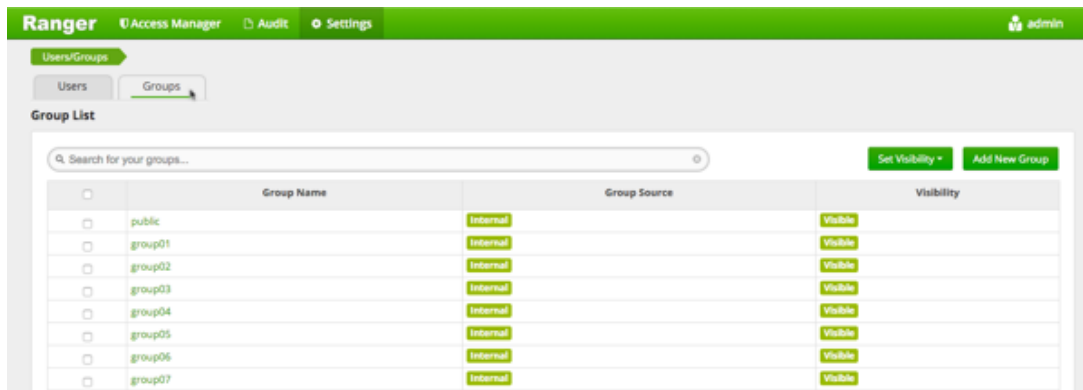 Ranger Access Manager Audit Settings admin
Users/Groups
Users Groups
Group List
Search for your groups... Set Visibility Add New Group
Group Name Group Source Visibility
public Internal Visible
group01 Internal Visible
group02 Internal Visible
group03 Internal Visible
group04 Internal Visible
group05 Internal Visible
group06 Internal Visible
group07 Internal Visible